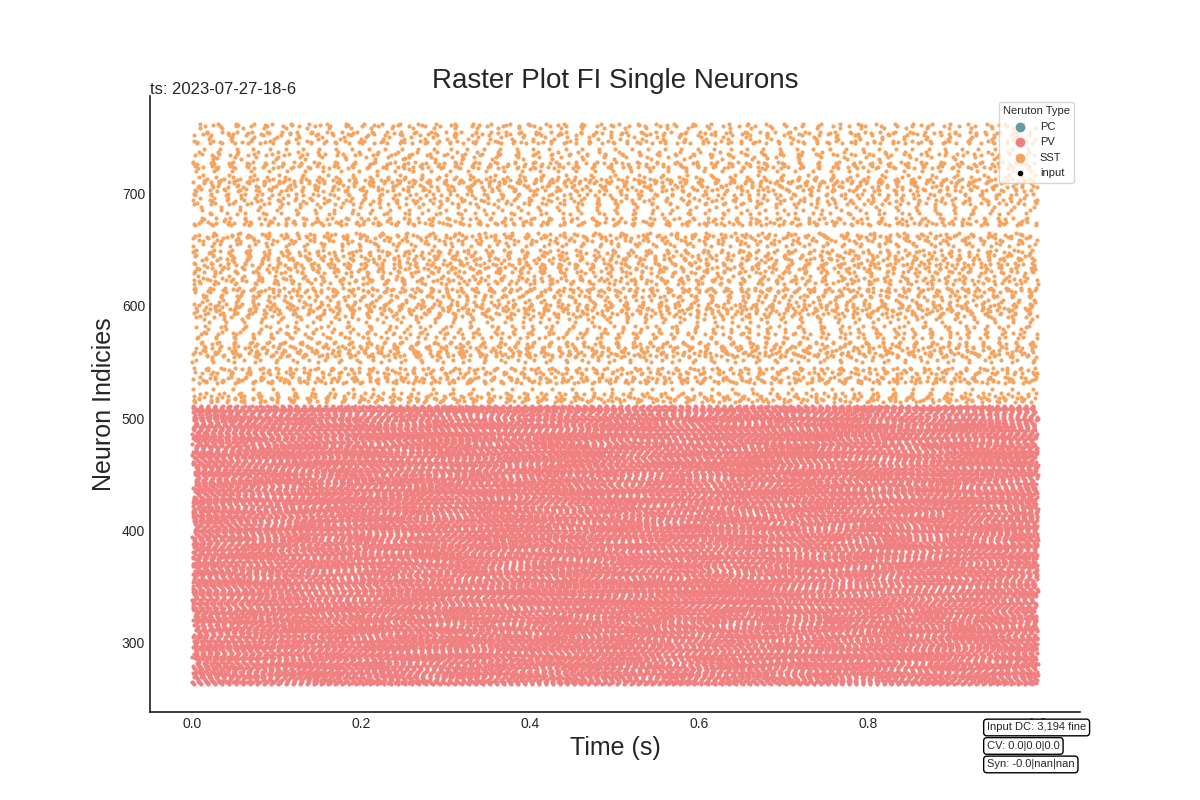 Raster Plot FI Single Neurons
ts: 2023-07-27-18-6
Neruton Type
PC
PV
SST
input
700
600
500
400
300
Neuron Indicies
0.0 0.2 0.4 0.6 0.8
Time (s)
Input DC: 3,194 fine
CV: 0.0|0.0|0.0
Syn: -0.0|nan|nan